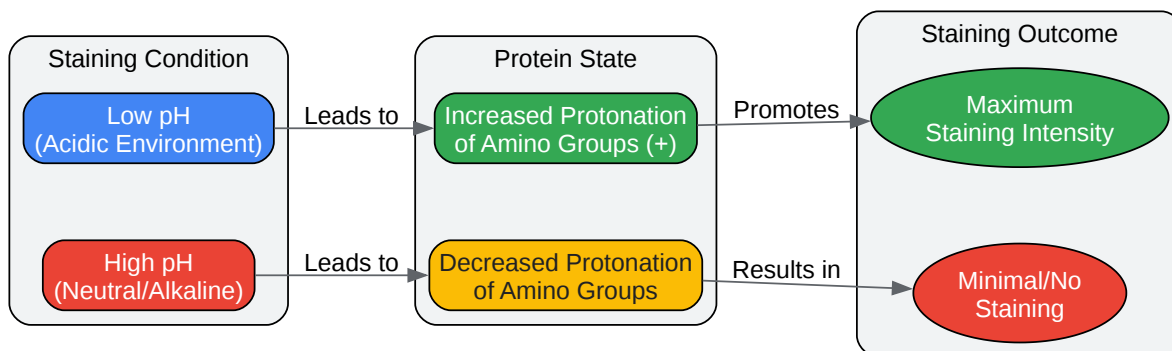 Staining Condition
Low pH
(Acidic Environment)
High pH
(Neutral/Alkaline)
Leads to
Leads to
Protein State
Increased Protonation
of Amino Groups (+)
Decreased Protonation
of Amino Groups
Promotes
Results in
Staining Outcome
Maximum
Staining Intensity
Minimal/No
Staining